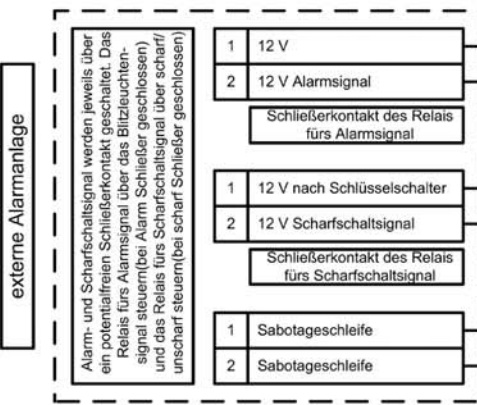 externe Alarmanlage
Alarm- und Scharfschaltsignal werden jeweils über
ein potentialfreien Schließerkontakt geschaltet. Das
Relais fürs Alarmsignal über das Blitzleuchten-
signal steuern(bei Alarm Schließer geschlossen)
und das Relais fürs Scharfschaltsignal über scharf/
unscharf steuern(bei scharf Schließer geschlossen)
1 12 V
2 12 V Alarmsignal
Schließerkontakt des Relais
fürs Alarmsignal
1 12 V nach Schlüsselschalter
2 12 V Scharfschaltsignal
Schließerkontakt des Relais
fürs Scharfschaltsignal
1 Sabotageschleife
2 Sabotageschleife